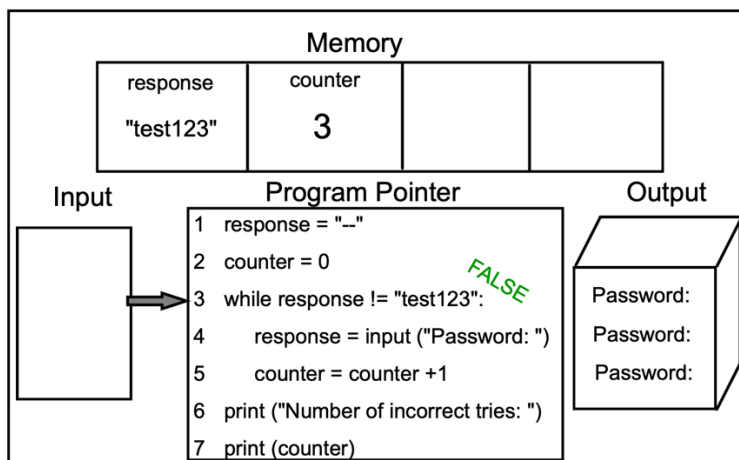 Memory
response counter
"test123" 3
Input Program Pointer Output
1 response = "--"
2 counter = 0
FALSE
3 while response != "test123":
4 response = input ("Password: ")
5 counter = counter +1
6 print ("Number of incorrect tries: ")
7 print (counter)
Password:
Password:
Password: